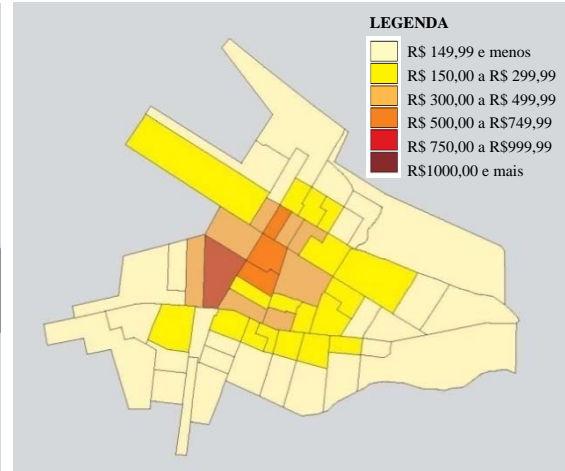 LEGENDA
R$ 149,99 e menos
R$ 150,00 a R$ 299,99
R$ 300,00 a R$ 499,99
R$ 500,00 a R$749,99
R$ 750,00 a R$999,99
R$1000,00 e mais